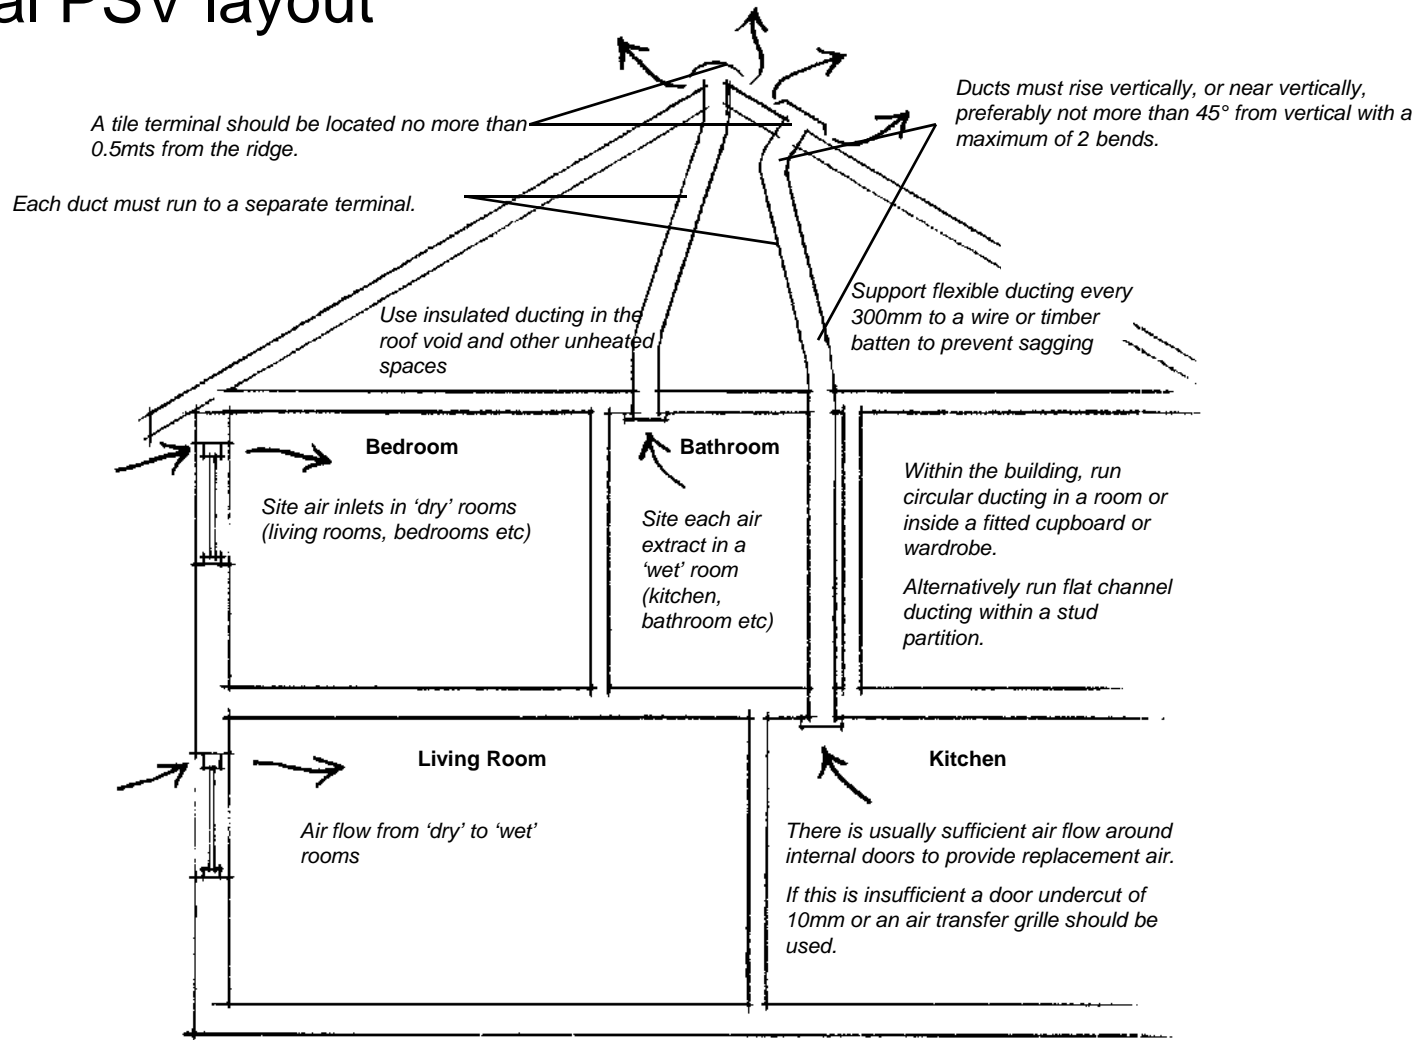 al PSV layout
A tile terminal should be located no more than
0.5mts from the ridge.
Each duct must run to a separate terminal.
Ducts must rise vertically, or near vertically,
preferably not more than 45° from vertical with a
maximum of 2 bends.
Use insulated ducting in the
roof void and other unheated
spaces
Support flexible ducting every
300mm to a wire or timber
batten to prevent sagging
Bedroom
Site air inlets in ‘dry’ rooms
(living rooms, bedrooms etc)
Bathroom
Site each air
extract in a
‘wet’ room
(kitchen,
bathroom etc)
Within the building, run
circular ducting in a room or
inside a fitted cupboard or
wardrobe.
Alternatively run flat channel
ducting within a stud
partition.
Living Room
Air flow from ‘dry’ to ‘wet’
rooms
Kitchen
There is usually sufficient air flow around
internal doors to provide replacement air.
If this is insufficient a door undercut of
10mm or an air transfer grille should be
used.